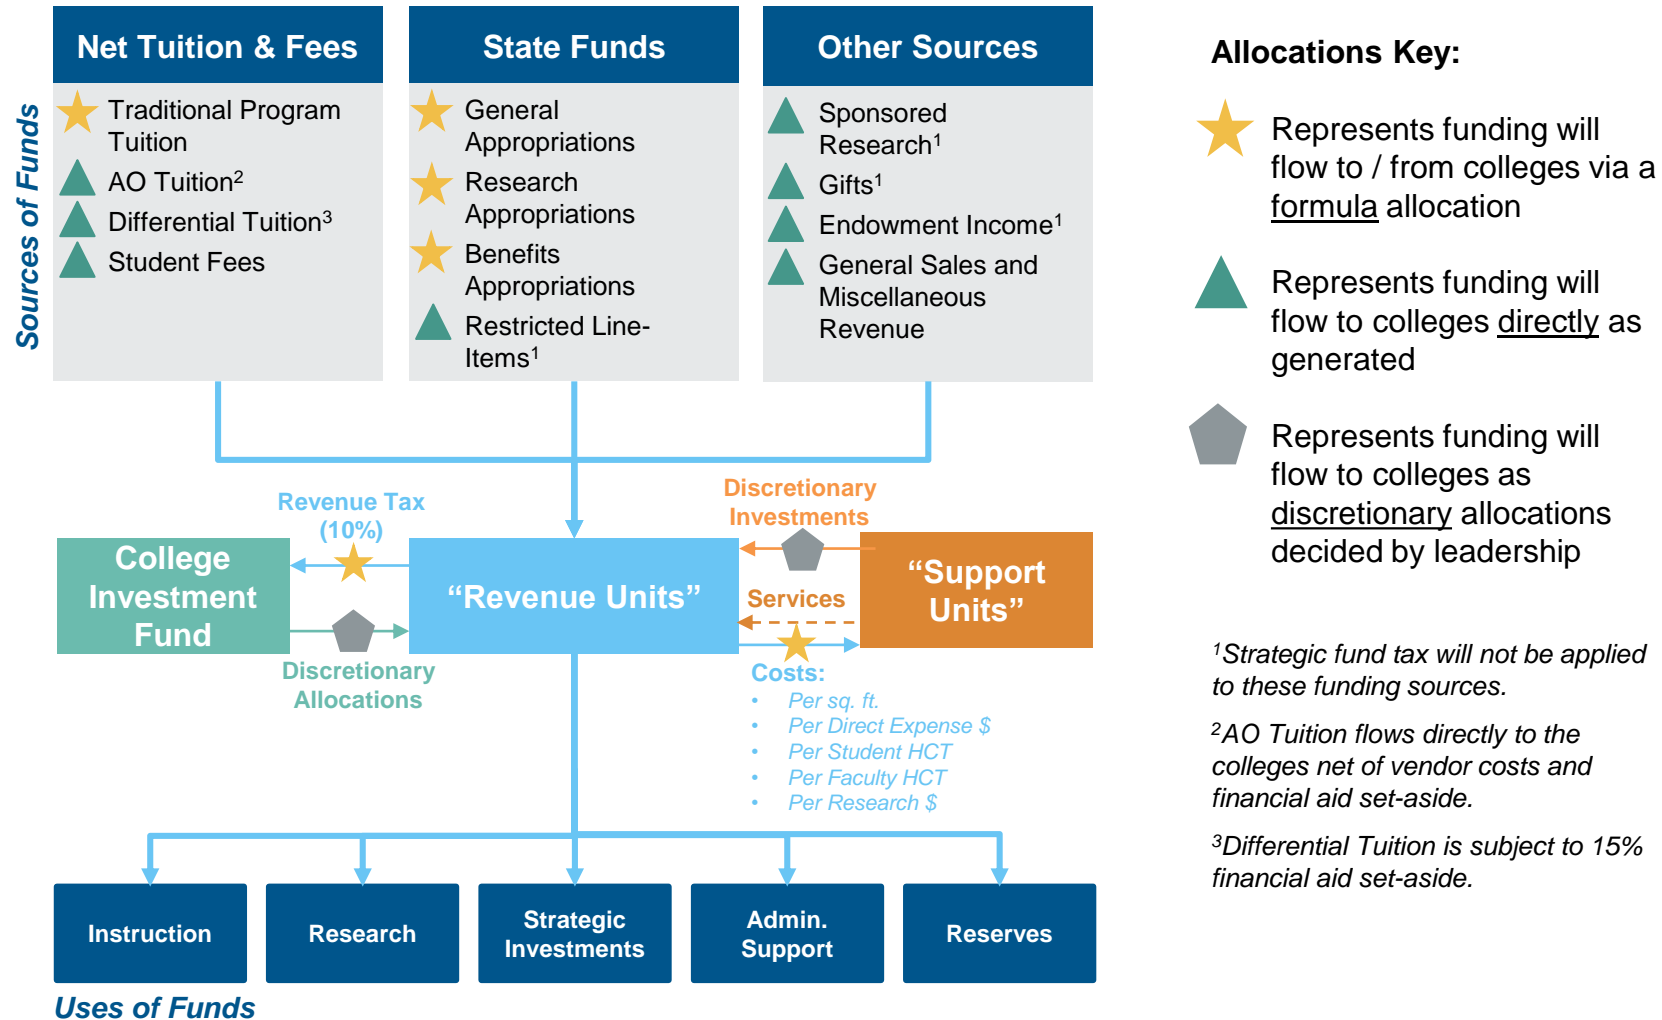 Sources of Funds
Net Tuition & Fees
Traditional Program
Tuition
AO Tuition²
Differential Tuition³
Student Fees
State Funds
General
Appropriations
Research
Appropriations
Benefits
Appropriations
Restricted Line-
Items¹
Other Sources
Sponsored
Research¹
Gifts¹
Endowment Income¹
General Sales and
Miscellaneous
Revenue
Revenue Tax
(10%)
College
Investment
Fund
Discretionary
Allocations
“Revenue Units”
Discretionary
Investments
Services
“Support
Units”
Costs:
• Per sq. ft.
• Per Direct Expense $
• Per Student HCT
• Per Faculty HCT
• Per Research $
Instruction
Research
Strategic
Investments
Admin.
Support
Reserves
Uses of Funds
Allocations Key:
Represents funding will
flow to / from colleges via a
formula allocation
Represents funding will
flow to colleges directly as
generated
Represents funding will
flow to colleges as
discretionary allocations
decided by leadership
¹Strategic fund tax will not be applied
to these funding sources.
²AO Tuition flows directly to the
colleges net of vendor costs and
financial aid set-aside.
³Differential Tuition is subject to 15%
financial aid set-aside.